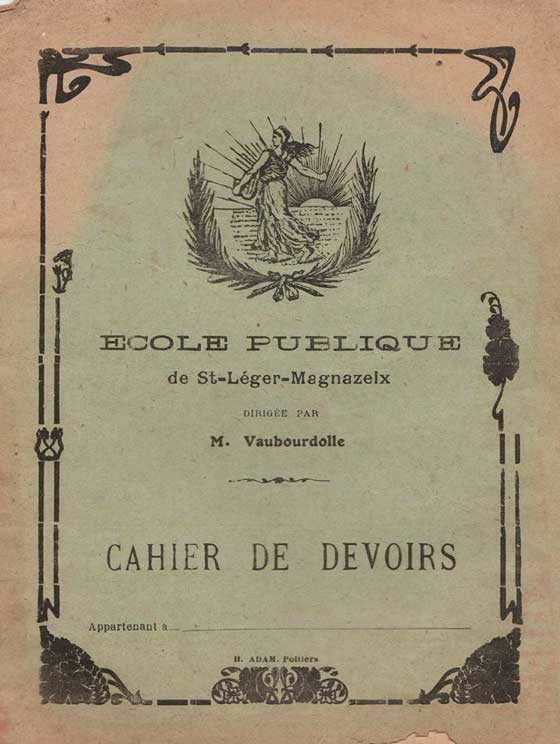 ECOLE PUBLIQUE
de St-Léger-Magnazeix
DIRIGÉE PAR
M. Vaubourdolle
CAHIER DE DEVOIRS
Appartenant à
H. ADAM. Poitiers